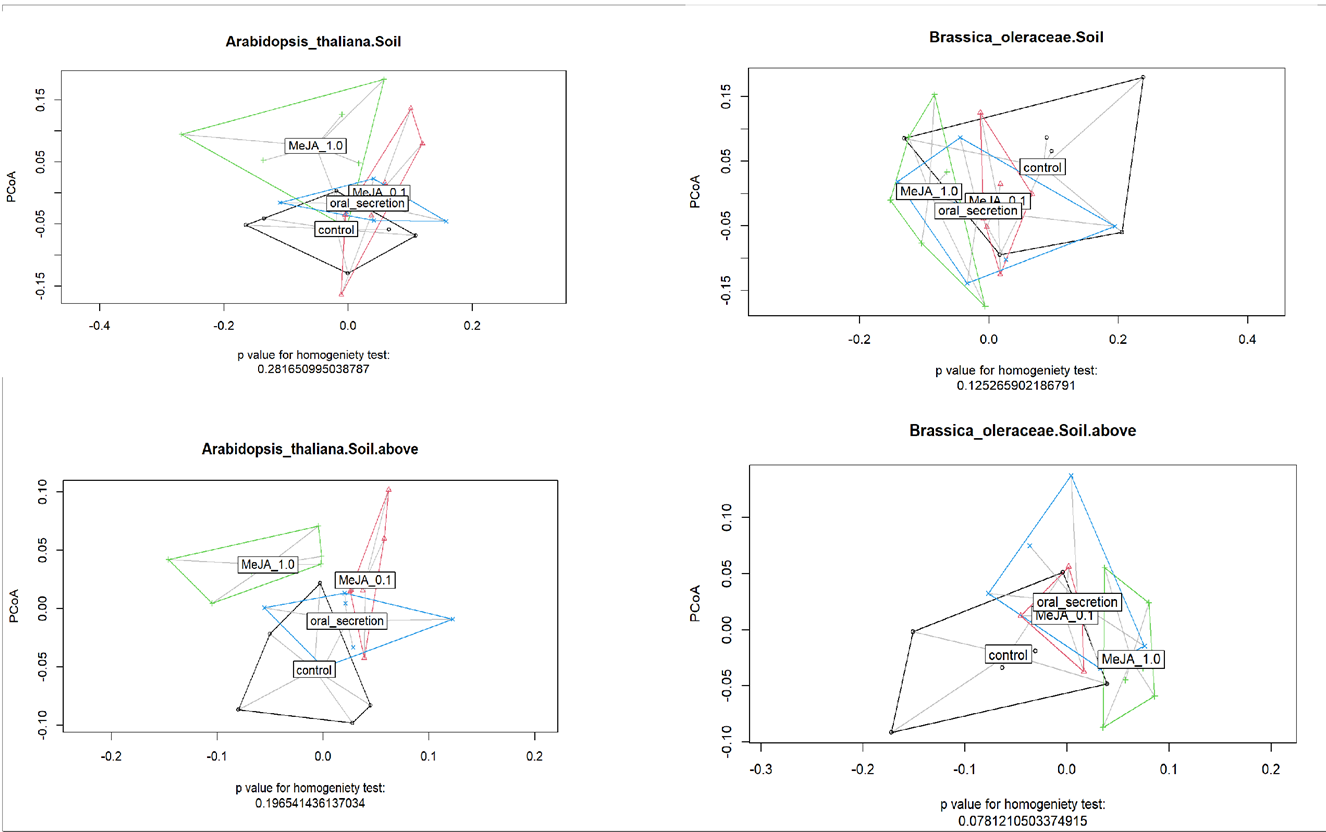 Arabidopsis_thaliana.Soil
PCoA
0.15
0.05
-0.05
-0.15
MeJA_1.0
MeJA_0.1
oral_secretion
control
-0.4
-0.2
0.0
0.2
p value for homogeniety test:
0.281650995038787
Brassica_oleraceae.Soil
PCoA
0.15
0.05
-0.05
-0.15
control
MeJA_1.0
MeJA_0.1
oral_secretion
-0.2
0.0
0.2
0.4
p value for homogeniety test:
0.125265902186791
Arabidopsis_thaliana.Soil.above
PCoA
0.10
0.05
0.00
-0.05
-0.10
MeJA_1.0
MeJA_0.1
oral_secretion
control
-0.2
-0.1
0.0
0.1
0.2
p value for homogeniety test:
0.196541436137034
Brassica_oleraceae.Soil.above
PCoA
0.10
0.05
0.00
-0.05
-0.10
oral_secretion
MeJA_0.1
control
MeJA_1.0
-0.3
-0.1
0.0
0.1
0.2
p value for homogeniety test:
0.0781210503374915